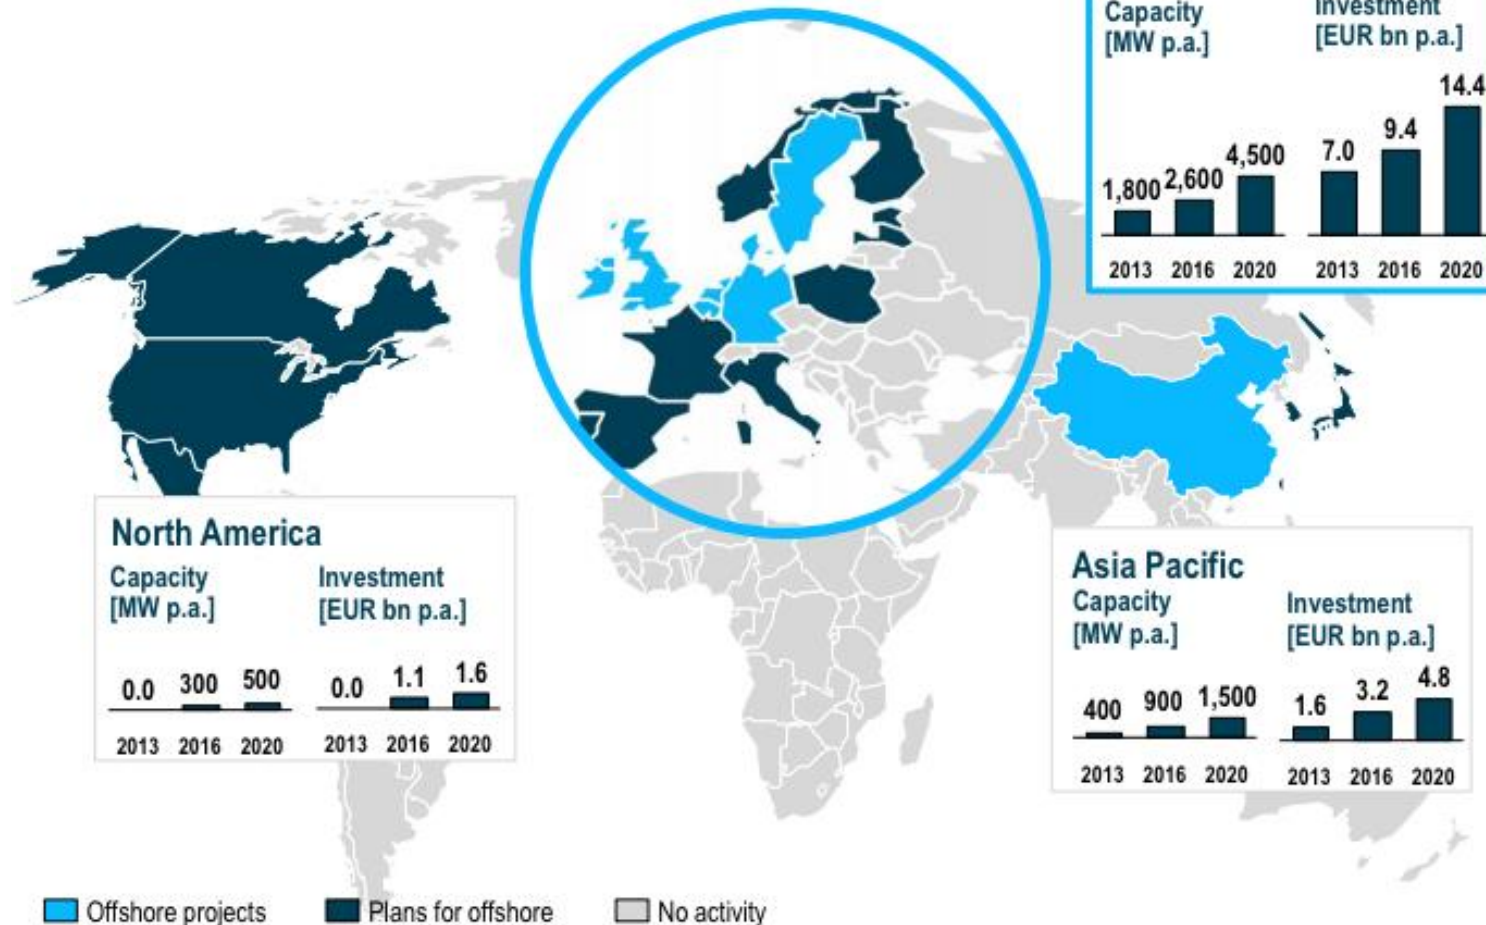 Capacity
[MW p.a.]
Investment
[EUR bn p.a.]
1,800 2,600 4,500
7.0 9.4 14.4
2013 2016 2020 2013 2016 2020
North America
Capacity
[MW p.a.]
Investment
[EUR bn p.a.]
0.0 300 500
0.0 1.1 1.6
2013 2016 2020 2013 2016 2020
Asia Pacific
Capacity
[MW p.a.]
Investment
[EUR bn p.a.]
400 900 1,500
1.6 3.2 4.8
2013 2016 2020 2013 2016 2020
Offshore projects Plans for offshore No activity